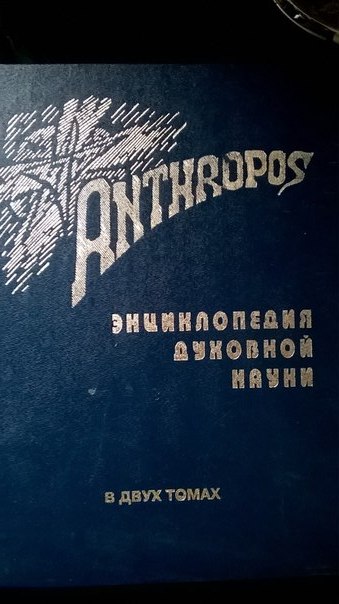 ANTHROPOS
ЭНЦИКЛОПЕДИЯ
ДУХОВНОЙ
НАУКИ
В ДВУХ ТОМАХ